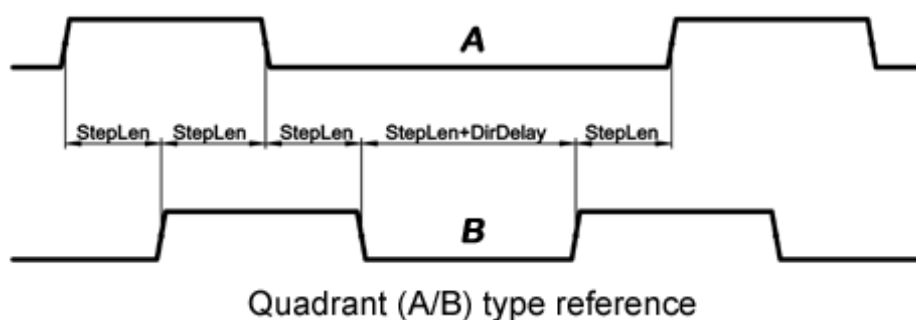 A
StepLen StepLen StepLen StepLen+DirDelay StepLen
B
Quadrant (A/B) type reference